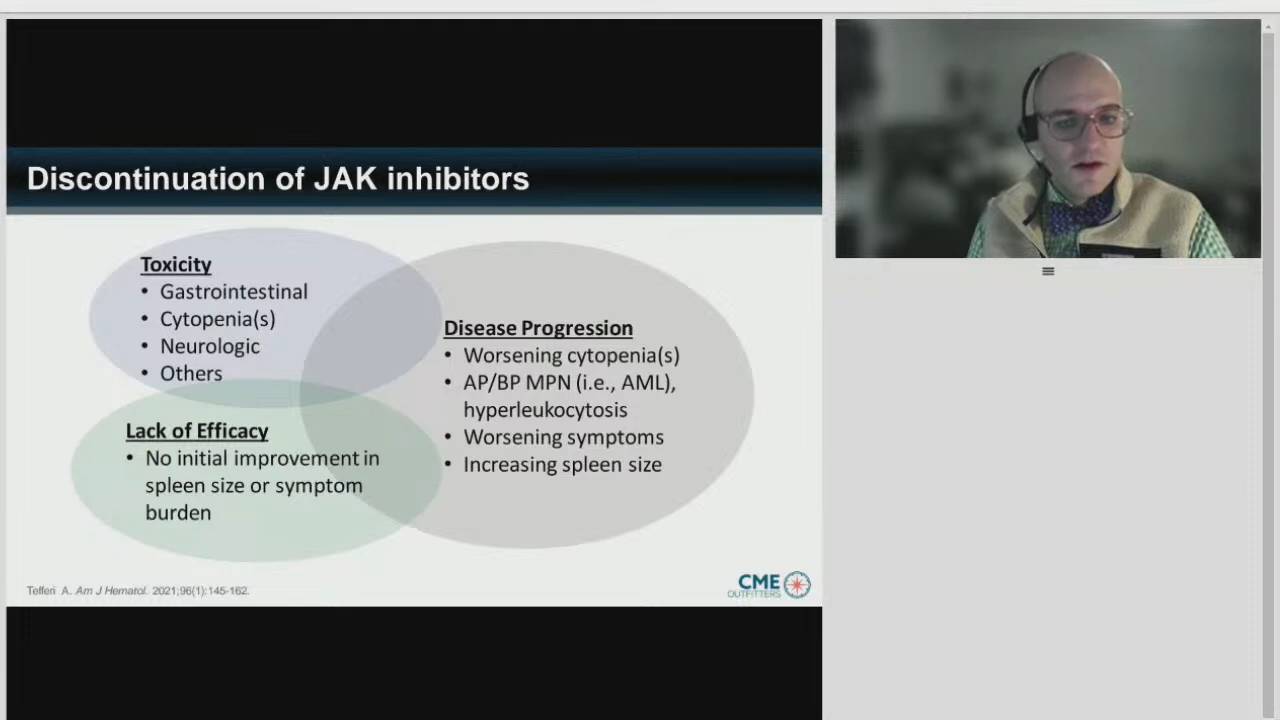 Discontinuation of JAK inhibitors
Toxicity
• Gastrointestinal
• Cytopenia(s)
• Neurologic
• Others
Lack of Efficacy
• No initial improvement in
spleen size or symptom
burden
Disease Progression
• Worsening cytopenia(s)
• AP/BP MPN (i.e., AML),
hyperleukocytosis
• Worsening symptoms
• Increasing spleen size
Tefferi A. Am J Hematol. 2021;96(1):145-162.
CME
OUTFITTERS